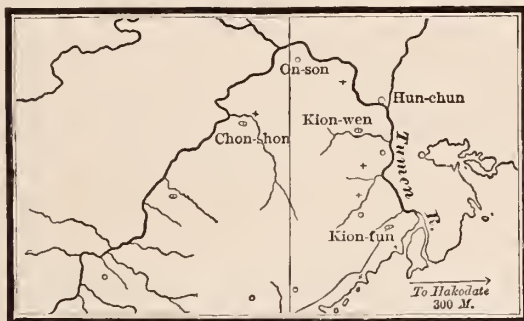 On-son
Hun-chun
Kion-wen
Chon-shon
Tumen R.
Kion-fun
To Hakodate
300 M.